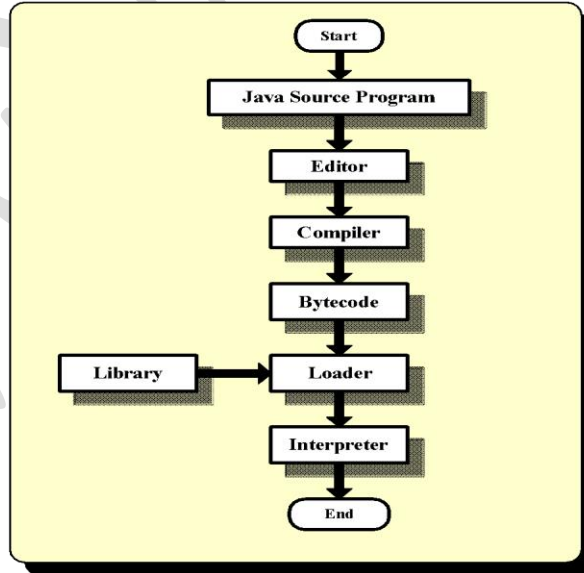 Start
Java Source Program
Editor
Compiler
Bytecode
Library
Loader
Interpreter
End